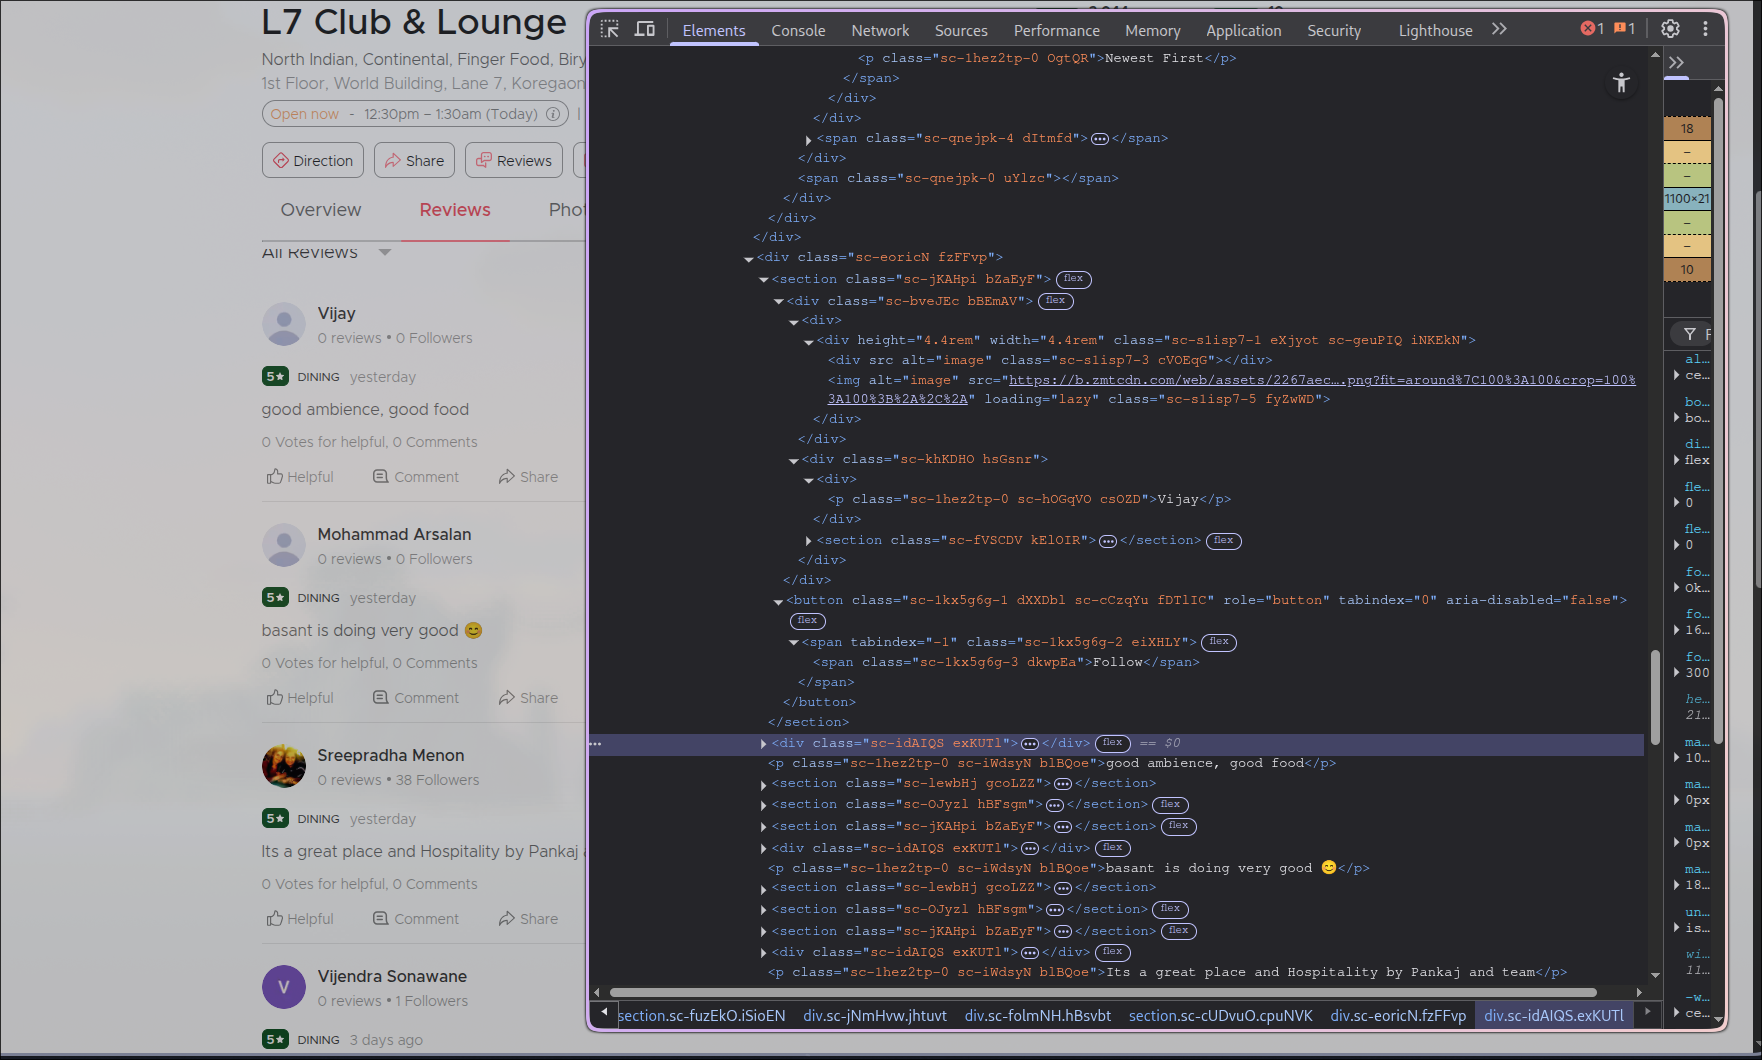 L7 Club & Lounge
North Indian, Continental, Finger Food, Biry
1st Floor, World Building, Lane 7, Koregaon
Open now - 12:30pm – 1:30am (Today)
Direction Share Reviews
Overview Reviews Phot
All Reviews
Vijay
0 reviews • 0 Followers
5★ DINING yesterday
good ambience, good food
0 Votes for helpful, 0 Comments
Helpful Comment Share
Mohammad Arsalan
0 reviews • 0 Followers
5★ DINING yesterday
basant is doing very good 😊
0 Votes for helpful, 0 Comments
Helpful Comment Share
Sreepradha Menon
0 reviews • 38 Followers
5★ DINING yesterday
Its a great place and Hospitality by Pankaj
0 Votes for helpful, 0 Comments
Helpful Comment Share
V
Vijendra Sonawane
0 reviews • 1 Followers
5★ DINING 3 days ago
Elements Console Network Sources Performance Memory Application Security Lighthouse 1 1
<p class="sc-1hez2tp-0 OgtQR">Newest First</p>
</span>
</div>
</div>
<span class="sc-qnejpk-4 dItmfd">…</span>
</div>
<span class="sc-qnejpk-0 uYlzc"></span>
</div>
</div>
</div>
<div class="sc-eoricN fzFFvp">
<section class="sc-jKAHpi bZaEyF"> flex
<div class="sc-bveJEc bBEmAV"> flex
<div>
<div height="4.4rem" width="4.4rem" class="sc-s1isp7-1 eXjyot sc-geuPIQ iNKEkN">
<div src alt="image" class="sc-s1isp7-3 cVOEqG"></div>
<img alt="image" src="https://b.zmtcdn.com/web/assets/2267aec….png?fit=around%7C100%3A100&crop=100%
3A100%3B%2A%2C%2A" loading="lazy" class="sc-s1isp7-5 fyZwWD">
</div>
</div>
<div class="sc-khKDHO hsGsnr">
<div>
<p class="sc-1hez2tp-0 sc-hOGqVO csOZD">Vijay</p>
</div>
<section class="sc-fVSCDV kElOIR">…</section> flex
</div>
</div>
<button class="sc-1kx5g6g-1 dXXDbl sc-cCzqYu fDTlIC" role="button" tabindex="0" aria-disabled="false">
flex
<span tabindex="-1" class="sc-1kx5g6g-2 eiXHLY"> flex
<span class="sc-1kx5g6g-3 dkwpEa">Follow</span>
</span>
</button>
</section>
<div class="sc-idAIQS exKUTl">…</div> flex == $0
<p class="sc-1hez2tp-0 sc-iWdsyN blBQoe">good ambience, good food</p>
<section class="sc-lewbHj gcoLZZ">…</section>
<section class="sc-OJyzl hBFsgm">…</section> flex
<section class="sc-jKAHpi bZaEyF">…</section> flex
<div class="sc-idAIQS exKUTl">…</div> flex
<p class="sc-1hez2tp-0 sc-iWdsyN blBQoe">basant is doing very good 😊</p>
<section class="sc-lewbHj gcoLZZ">…</section>
<section class="sc-OJyzl hBFsgm">…</section> flex
<section class="sc-jKAHpi bZaEyF">…</section> flex
<div class="sc-idAIQS exKUTl">…</div> flex
<p class="sc-1hez2tp-0 sc-iWdsyN blBQoe">Its a great place and Hospitality by Pankaj and team</p>
section.sc-fuzEkO.iSioEN div.sc-jNmHvw.jhtuvt div.sc-folmNH.hBsvbt section.sc-cUDvuO.cpuNVK div.sc-eoricN.fzFFvp div.sc-idAIQS.exKUTl
18
–
–
1100×21
–
–
10
F
al…
ce…
bo…
bo…
di…
flex
fle…
0
fle…
0
fo…
Ok…
fo…
16…
fo…
300
he…
21…
ma…
10…
ma…
0px
ma…
0px
ma…
18…
un…
is…
wi…
11…
-w…
ce…